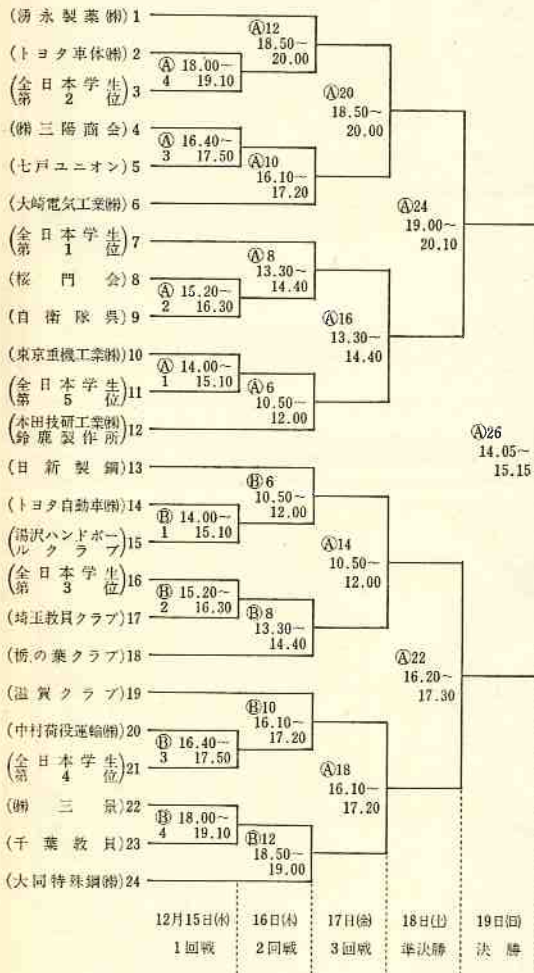 (湧永製薬㈱) 1
(トヨタ車体㈱) 2
(全日本学生第2位) 3
(㈱三陽商会) 4
(七戸ユニオン) 5
(大崎電気工業㈱) 6
(全日本学生第1位) 7
(桜門会) 8
(自衛隊呉) 9
(東京重機工業㈱) 10
(全日本学生第5位) 11
(本田技研工業㈱鈴鹿製作所) 12
(日新製鋼) 13
(トヨタ自動車㈱) 14
(湯沢ハンドボールクラブ) 15
(全日本学生第3位) 16
(埼玉教員クラブ) 17
(栃の葉クラブ) 18
(滋賀クラブ) 19
(中村荷役運輸㈱) 20
(全日本学生第4位) 21
(㈱三景) 22
(千葉教員) 23
(大同特殊鋼㈱) 24
Ⓐ4 18.00~19.10
Ⓐ3 16.40~17.50
Ⓐ2 15.20~16.30
Ⓐ1 14.00~15.10
Ⓑ1 14.00~15.10
Ⓑ2 15.20~16.30
Ⓑ3 16.40~17.50
Ⓑ4 18.00~19.10
Ⓐ12 18.50~20.00
Ⓐ10 16.10~17.20
Ⓐ8 13.30~14.40
Ⓐ6 10.50~12.00
Ⓑ6 10.50~12.00
Ⓑ8 13.30~14.40
Ⓑ10 16.10~17.20
Ⓑ12 18.50~19.00
Ⓐ20 18.50~20.00
Ⓐ16 13.30~14.40
Ⓐ14 10.50~12.00
Ⓐ18 16.10~17.20
Ⓐ24 19.00~20.10
Ⓐ22 16.20~17.30
Ⓐ26 14.05~15.15
12月15日㈬ 16日㈭ 17日㈮ 18日㈯ 19日㈰
1回戦 2回戦 3回戦 準決勝 決勝